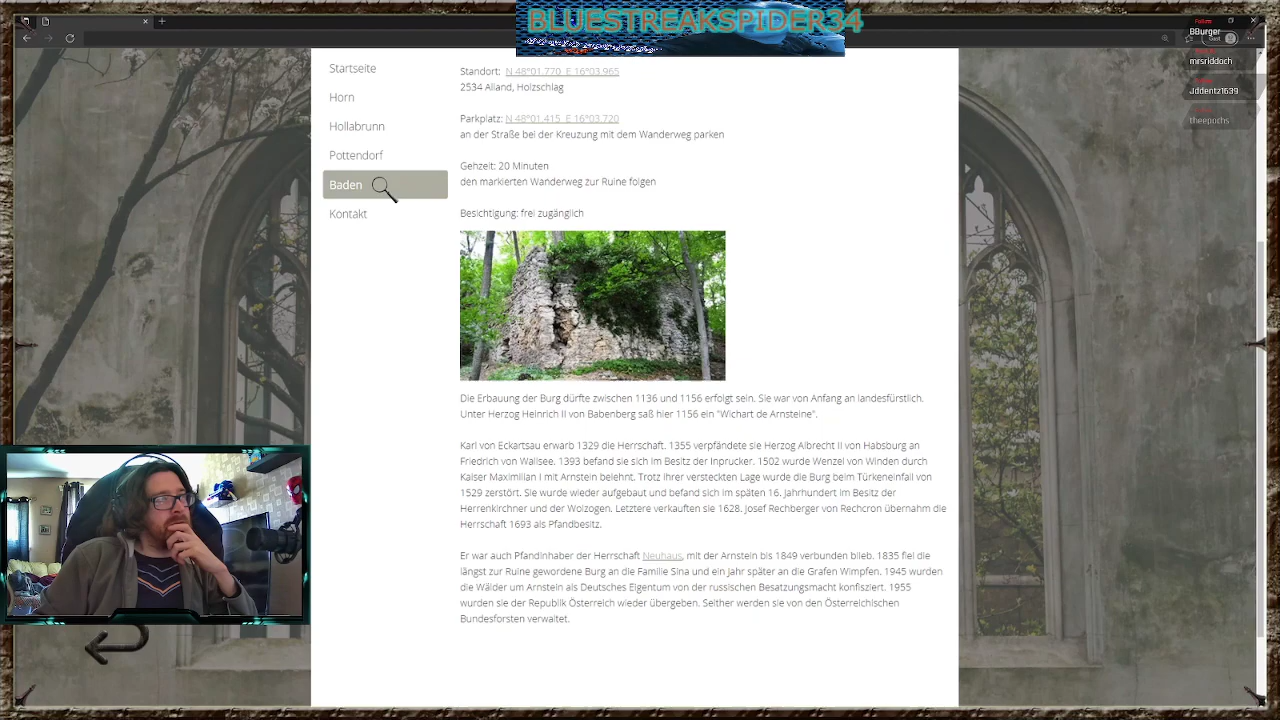 BLUESTREAKSPIDER34
BBurger
mrsriddoch
Jddentz1639
theepochs
Startseite
Horn
Hollabrunn
Pottendorf
Baden
Kontakt
Standort: N 48°01.770 E 16°03.965
2534 Alland, Holzschlag
Parkplatz: N 48°01.415 E 16°03.720
an der Straße bei der Kreuzung mit dem Wanderweg parken
Gehzeit: 20 Minuten
den markierten Wanderweg zur Ruine folgen
Besichtigung: frei zugänglich
Die Erbauung der Burg dürfte zwischen 1136 und 1156 erfolgt sein. Sie war von Anfang an landesfürstlich.
Unter Herzog Heinrich II von Babenberg saß hier 1156 ein "Wichart de Arnsteine".
Karl von Eckartsau erwarb 1329 die Herrschaft. 1355 verpfändete sie Herzog Albrecht II von Habsburg an
Friedrich von Wallsee. 1393 befand sie sich im Besitz der Inprucker. 1502 wurde Wenzel von Winden durch
Kaiser Maximilian I mit Arnstein belehnt. Trotz ihrer versteckten Lage wurde die Burg beim Türkeneinfall von
1529 zerstört. Sie wurde wieder aufgebaut und befand sich im späten 16. Jahrhundert im Besitz der
Herrenkirchner und der Wolzogen. Letztere verkauften sie 1628. Josef Rechberger von Rechcron übernahm die
Herrschaft 1693 als Pfandbesitz.
Er war auch Pfandinhaber der Herrschaft Neuhaus, mit der Arnstein bis 1849 verbunden blieb. 1835 fiel die
längst zur Ruine gewordene Burg an die Familie Sina und ein Jahr später an die Grafen Wimpfen. 1945 wurden
die Wälder um Arnstein als Deutsches Eigentum von der russischen Besatzungsmacht konfisziert. 1955
wurden sie der Republik Österreich wieder übergeben. Seither werden sie von den Österreichischen
Bundesforsten verwaltet.